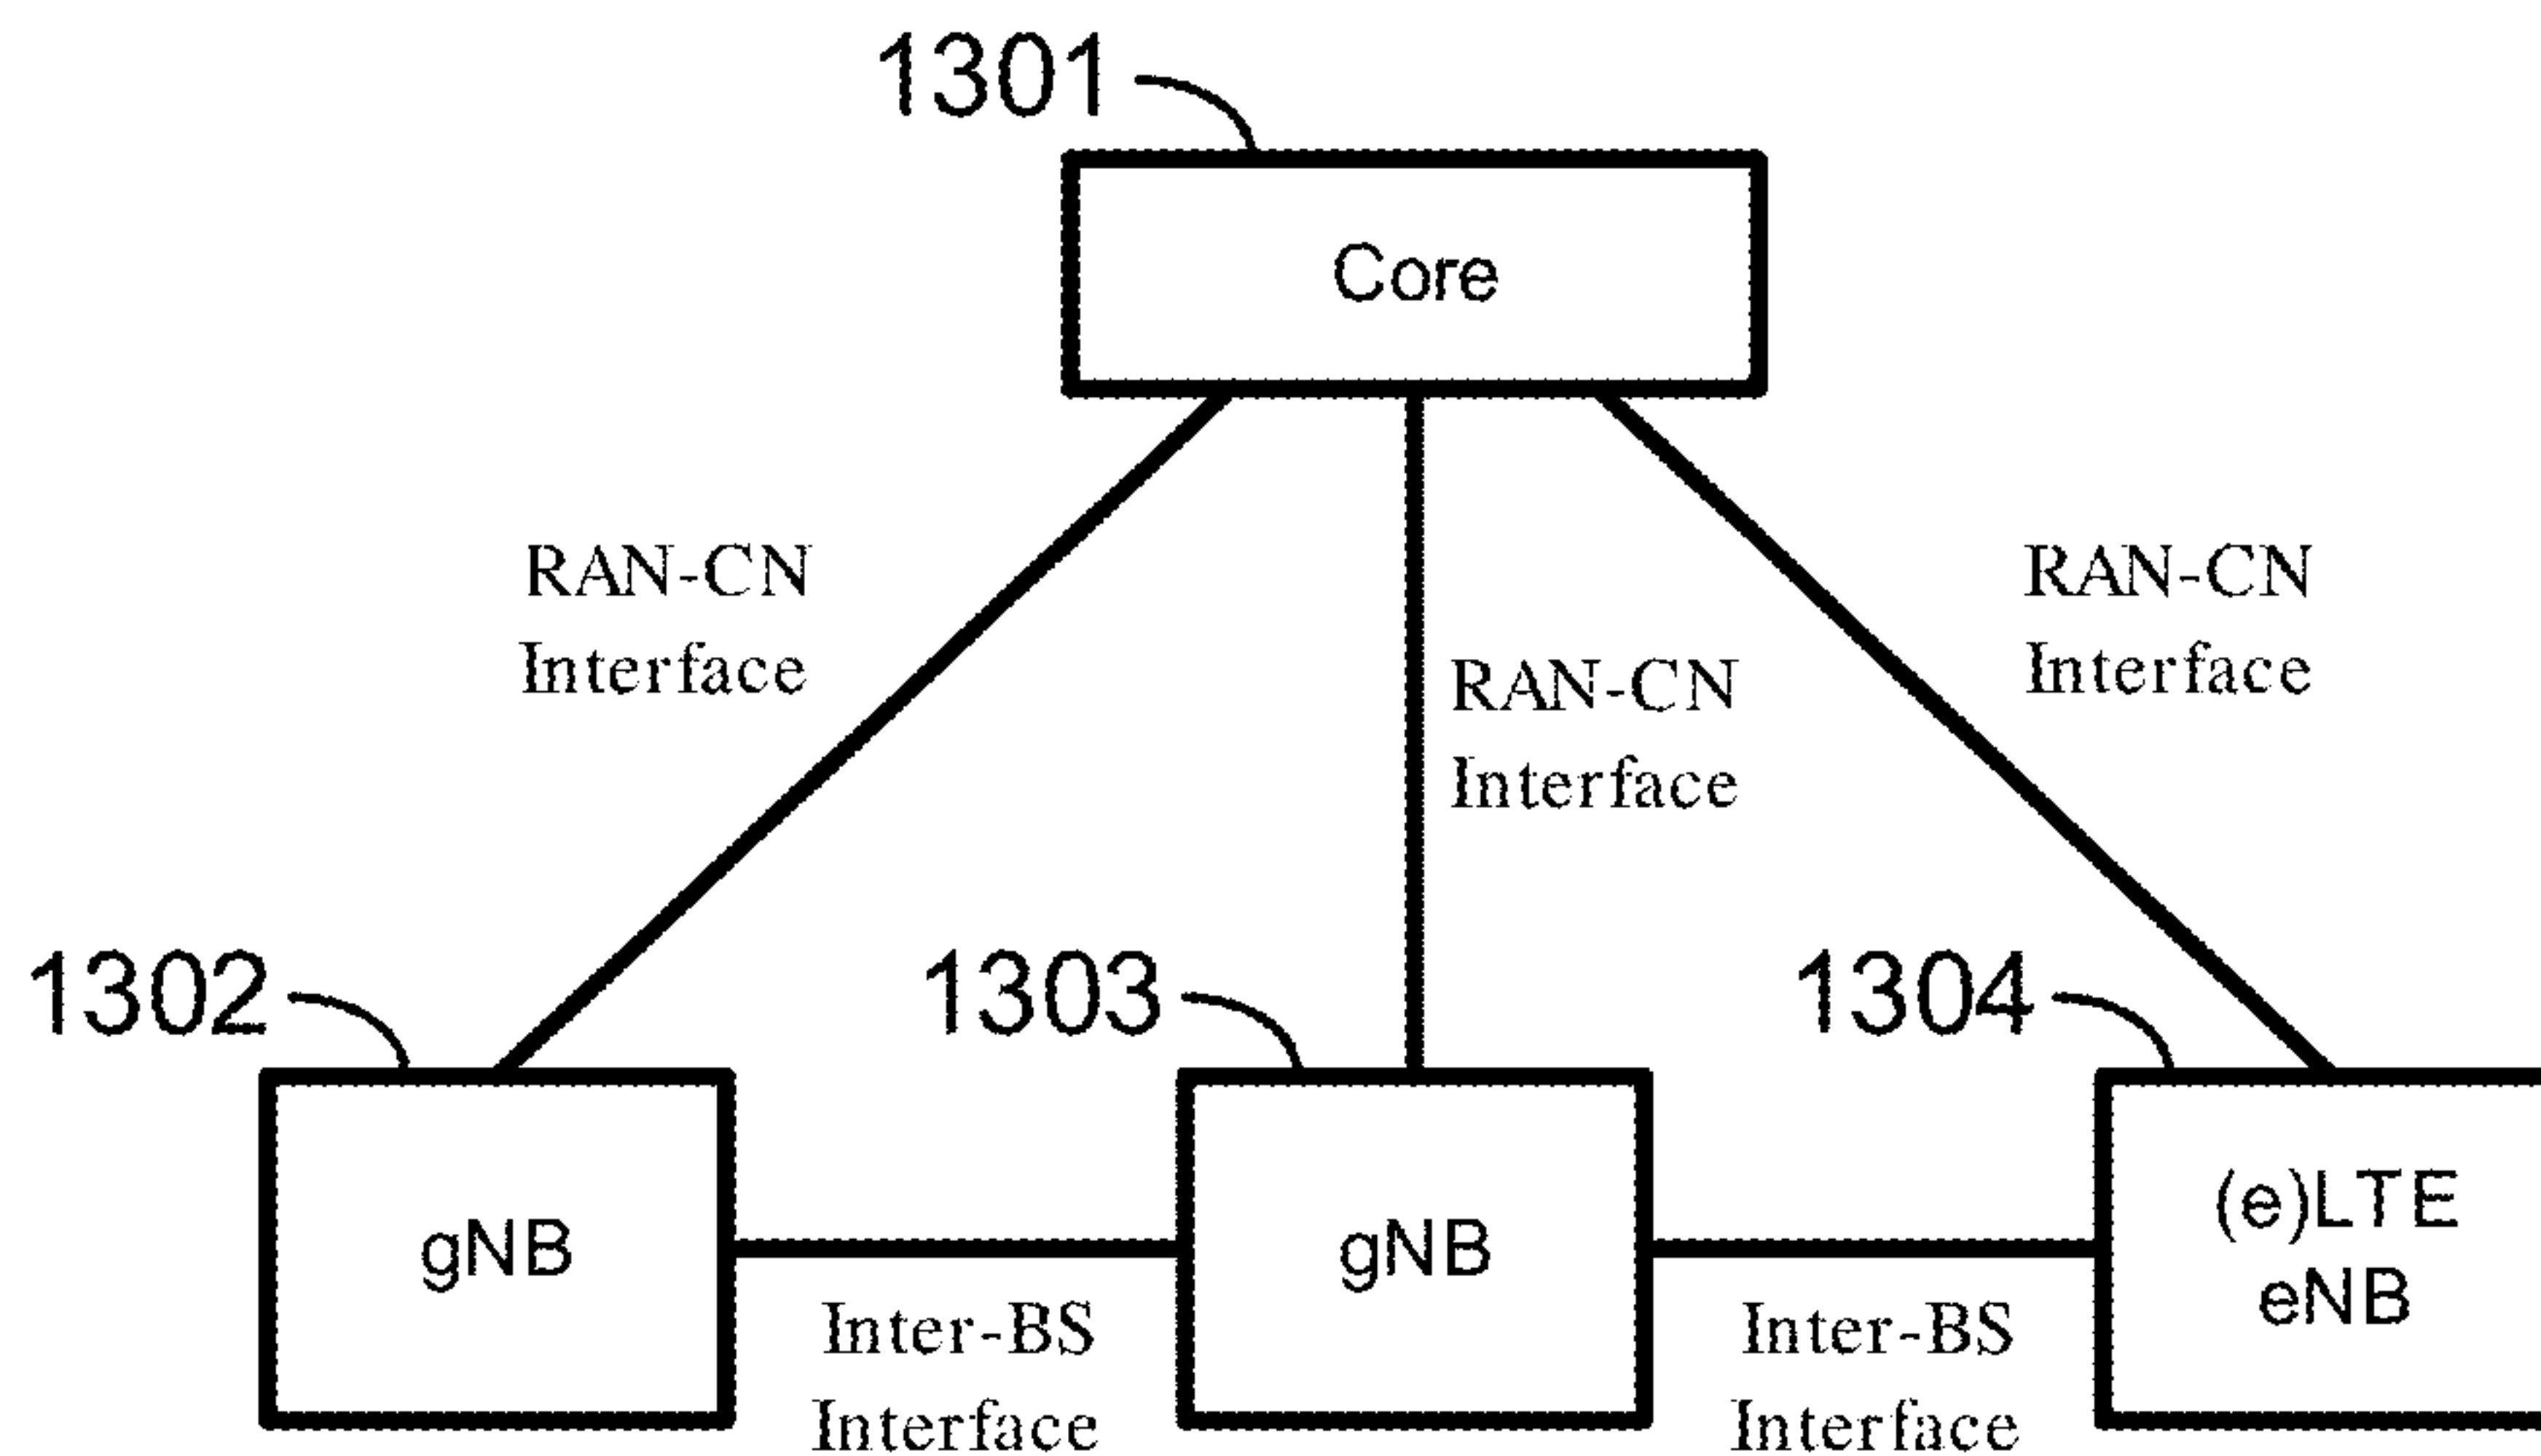 1301
Core
RAN-CN
Interface
RAN-CN
Interface
RAN-CN
Interface
1302
1303
1304
gNB
gNB
(e)LTE
eNB
Inter-BS
Interface
Inter-BS
Interface